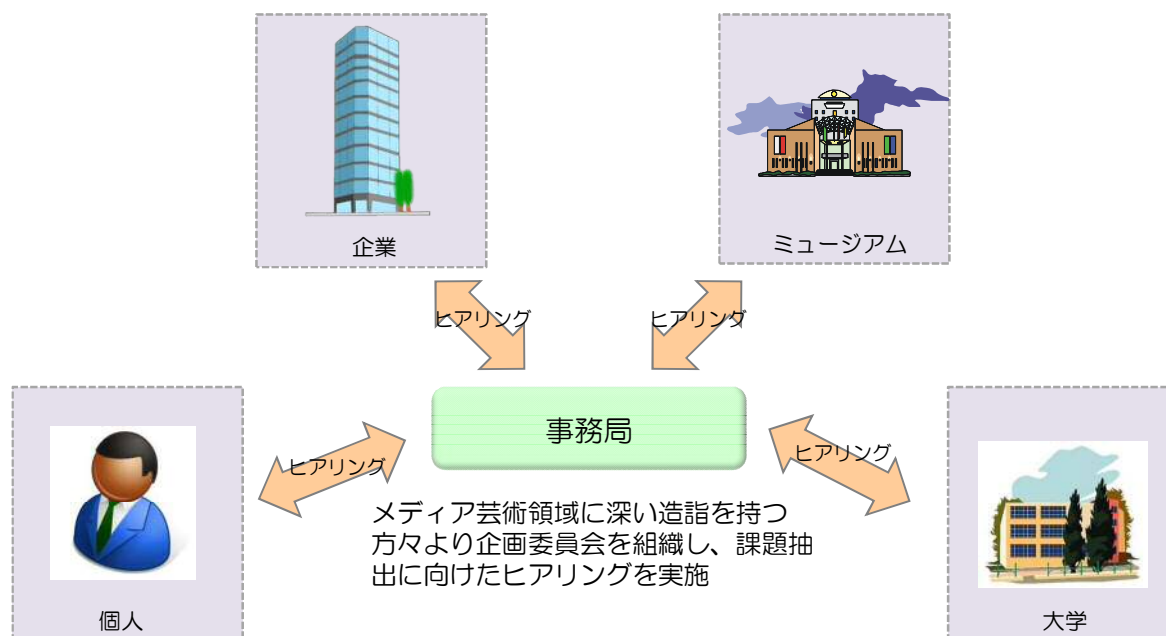 企業
ミュージアム
ヒアリング
ヒアリング
事務局
ヒアリング
ヒアリング
メディア芸術領域に深い造詣を持つ
方々より企画委員会を組織し、課題抽
出に向けたヒアリングを実施
個人
大学